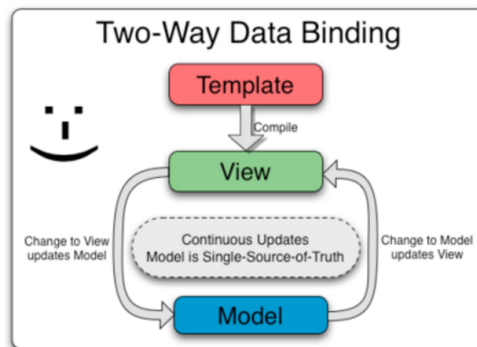 Two-Way Data Binding
Template
Compile
View
Change to View
updates Model
Continuous Updates
Model is Single-Source-of-Truth
Change to Model
updates View
Model